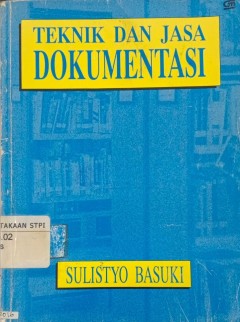 TEKNIK DAN JASA
DOKUMENTASI
TAKAAN STPI
.02
SULISTYO BASUKI